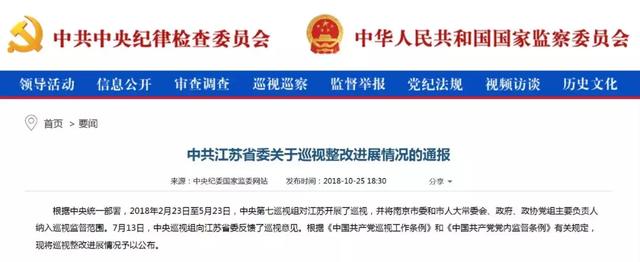 中共中央纪律检查委员会 中华人民共和国国家监察委员会
领导活动 信息公开 审查调查 巡视巡察 监督举报 党纪法规 视频访谈 历史文化
首页 > 要闻
中共江苏省委关于巡视整改进展情况的通报
来源：中央纪委国家监委网站 发布时间：2018-10-25 18:30 分享
根据中央统一部署，2018年2月23日至5月23日，中央第七巡视组对江苏开展了巡视，并将南京市委和市人大常委会、政府、政协党组主要负责人
纳入巡视监督范围。7月13日，中央巡视组向江苏省委反馈了巡视意见。根据《中国共产党巡视工作条例》和《中国共产党党内监督条例》有关规定，
现将巡视整改进展情况予以公布。